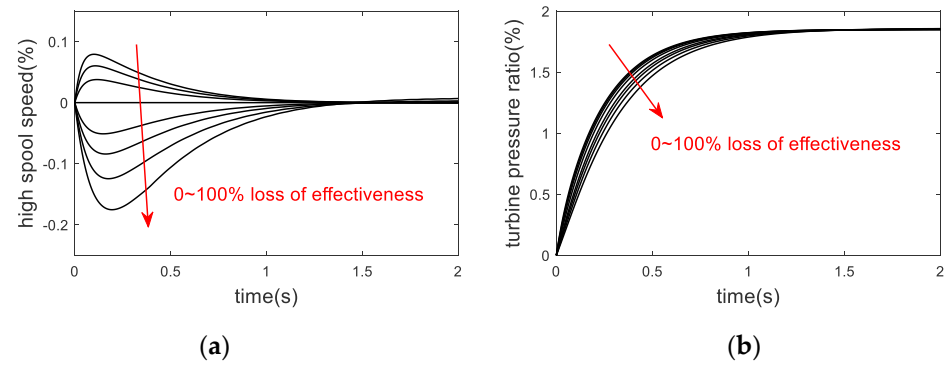 high spool speed(%)
0.1
0
-0.1
-0.2
0~100% loss of effectiveness
0 0.5 1 1.5 2
time(s)
(a)
turbine pressure ratio(%)
2
1.5
1
0.5
0
0~100% loss of effectiveness
0 0.5 1 1.5 2
time(s)
(b)